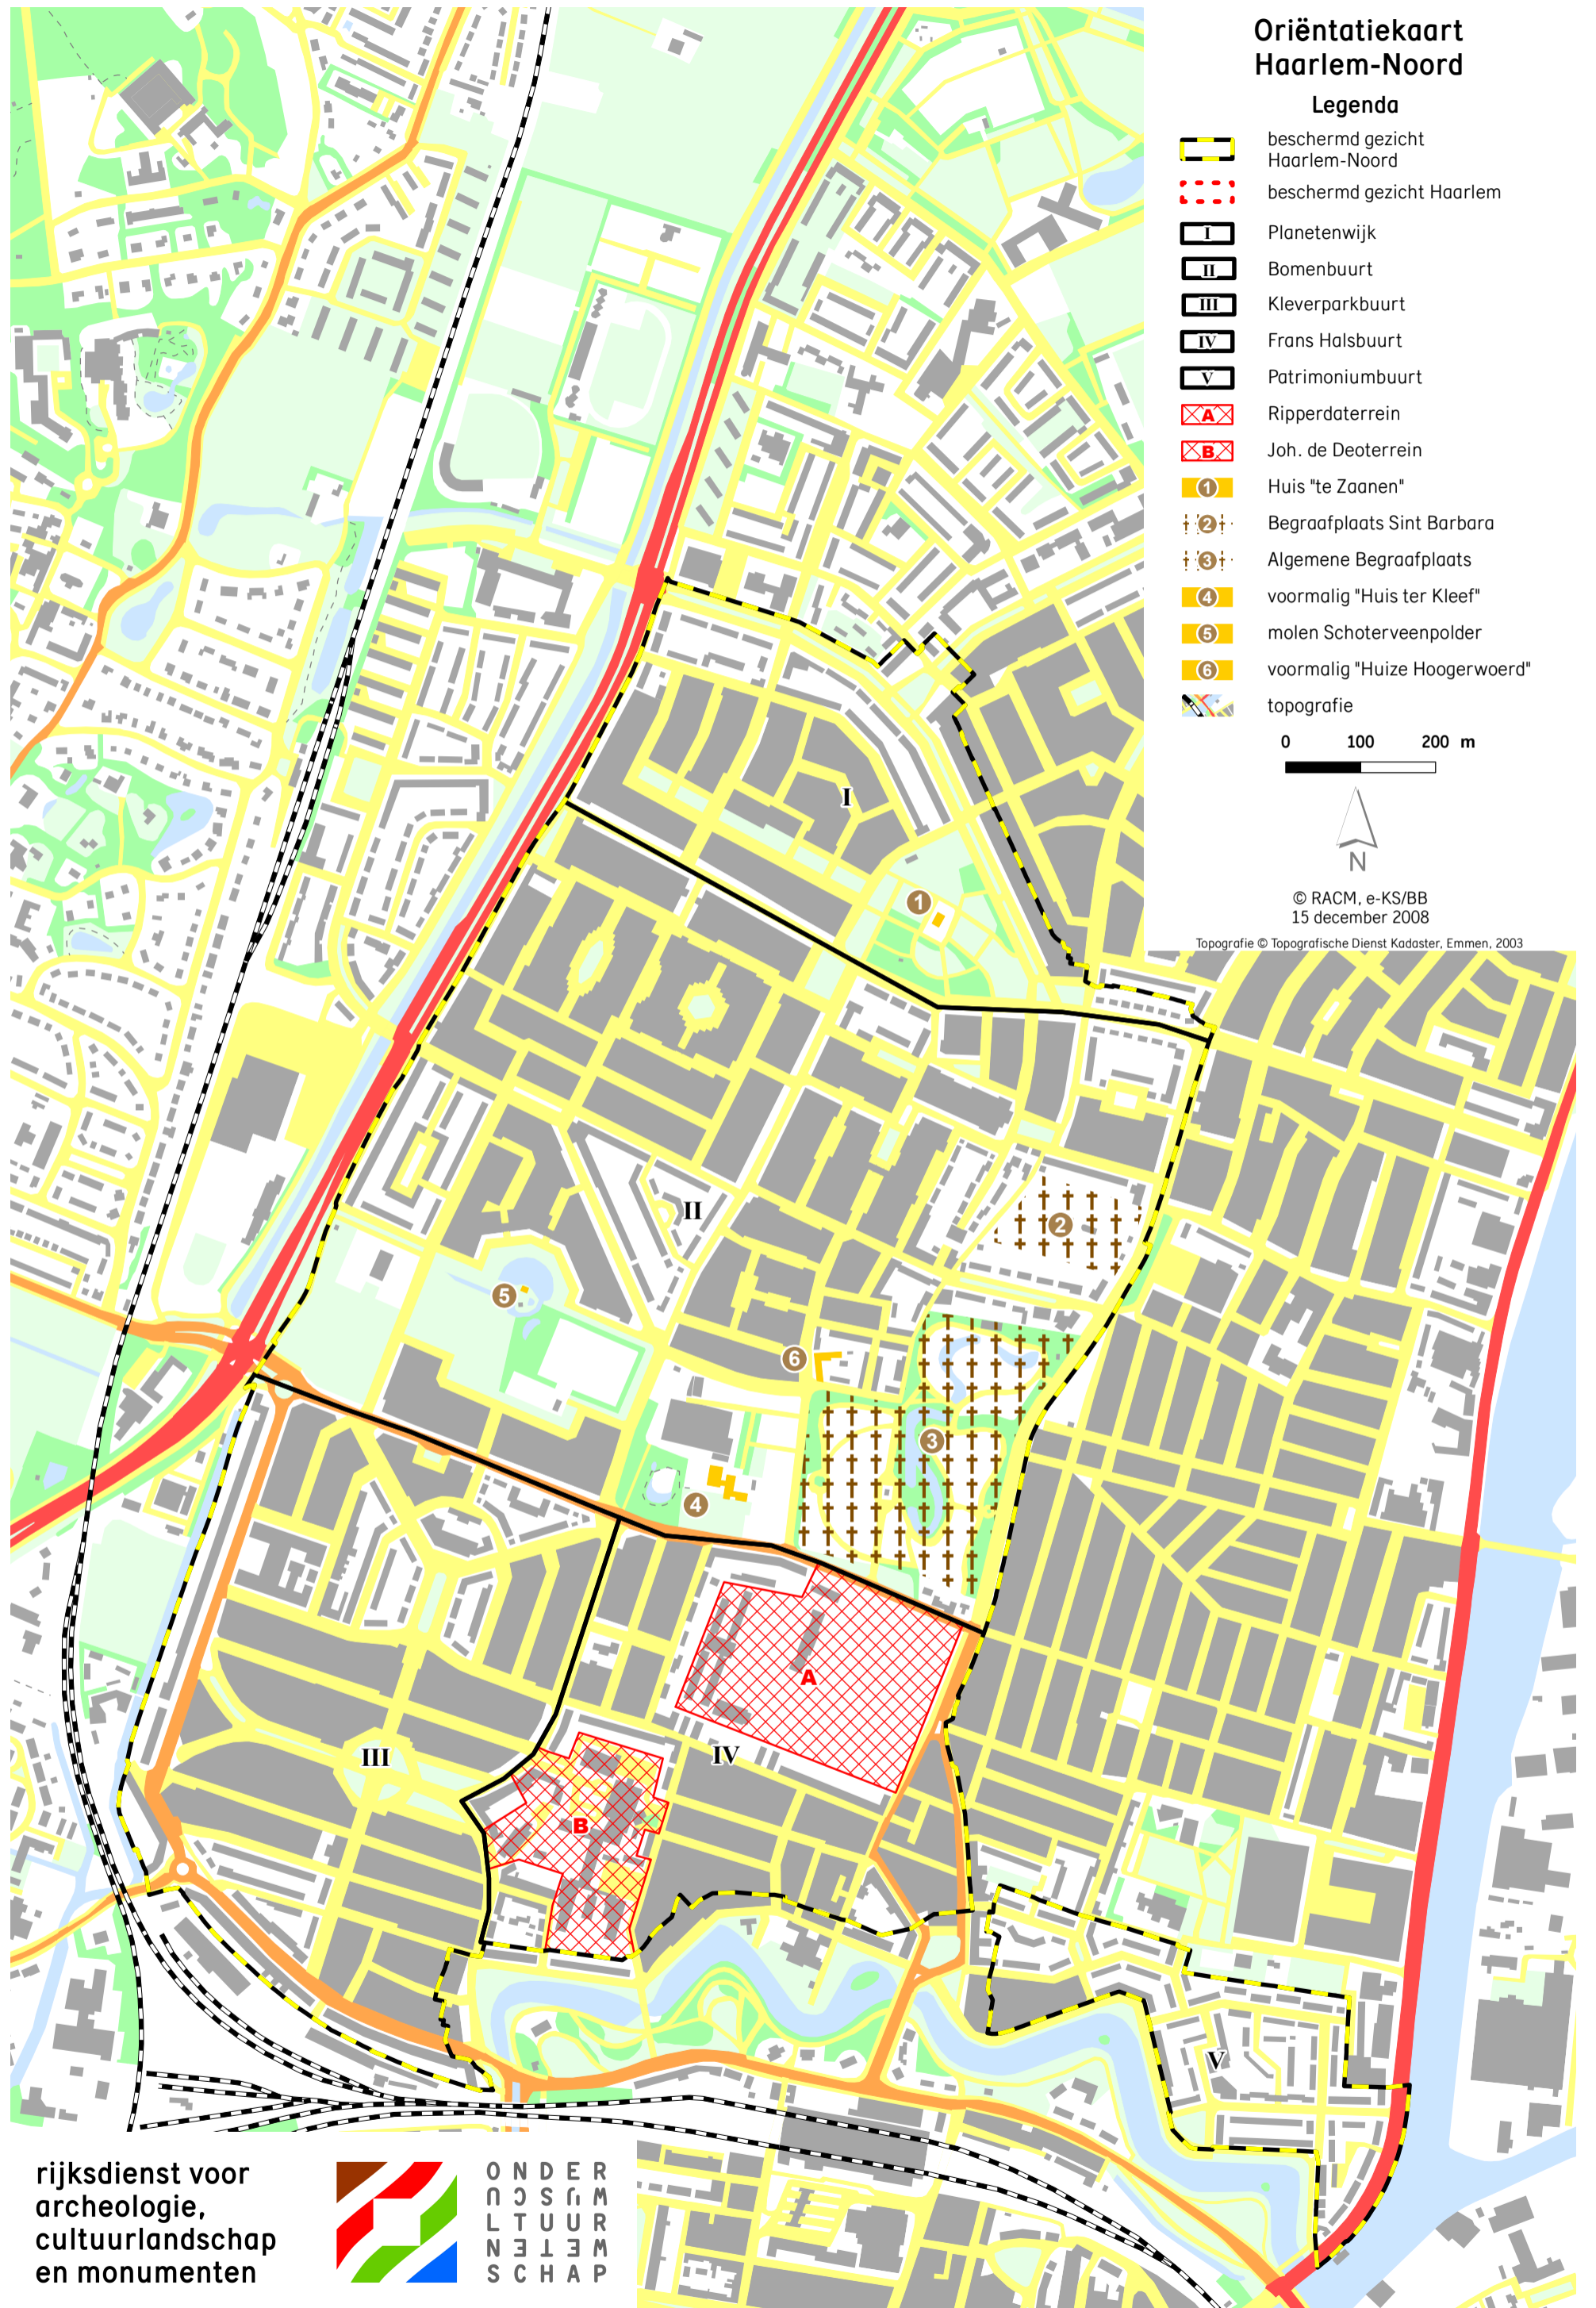 Oriëntatiekaart
Haarlem-Noord
Legenda
beschermd gezicht
Haarlem-Noord
beschermd gezicht Haarlem
I Planetenwijk
II Bomenbuurt
III Kleverparkbuurt
IV Frans Halsbuurt
V Patrimoniumbuurt
A Ripperdaterrein
B Joh. de Deoterrein
1 Huis "te Zaanen"
2 Begraafplaats Sint Barbara
3 Algemene Begraafplaats
4 voormalig "Huis ter Kleef"
5 molen Schoterveenpolder
6 voormalig "Huize Hoogerwoerd"
topografie
0 100 200 m
N
© RACM, e-KS/BB
15 december 2008
Topografie © Topografische Dienst Kadaster, Emmen, 2003
I
1
II
2
5
6
3
4
A
III
IV
B
V
rijksdienst voor
archeologie,
cultuurlandschap
en monumenten
ONDER
LTUUR
SCHAP